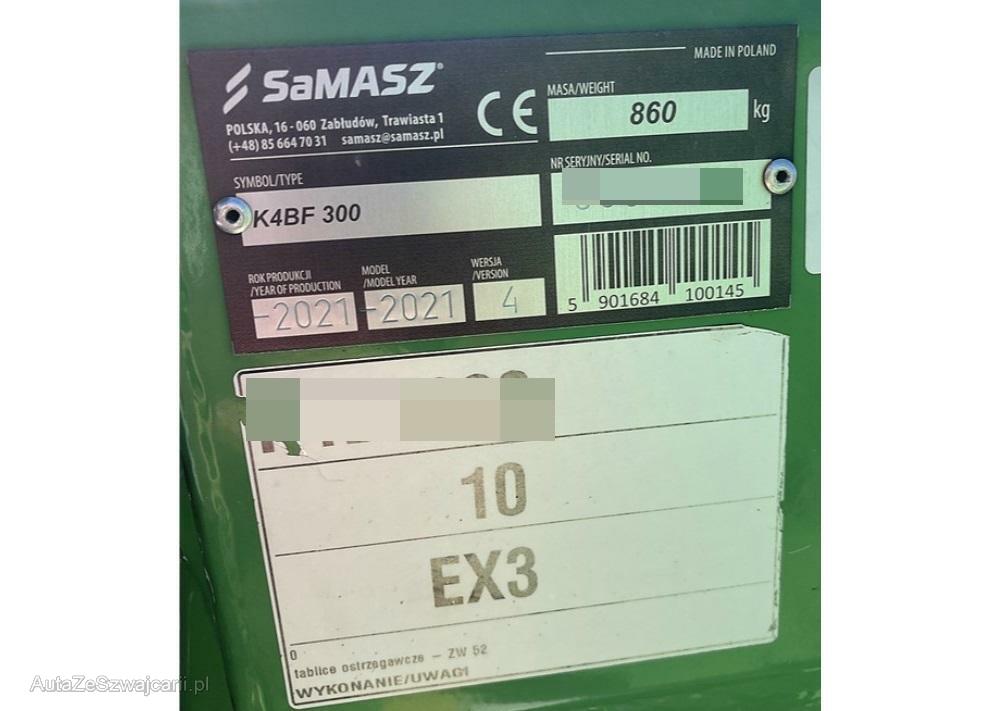 MADE IN POLAND
SaMASZ®
POLSKA, 16 - 060 Zabłudów, Trawiasta 1
(+48) 85 664 70 31 samasz@samasz.pl
CE
MASA/WEIGHT
860 kg
NR SERYJNY/SERIAL NO.
SYMBOL/TYPE
K4BF 300
ROK PRODUKCJI
/YEAR OF PRODUCTION
-2021
MODEL
/MODEL YEAR
-2021
WERSJA
/VERSION
4
5 901684 100145
10
EX3
0
tablice ostrzegawcze – ZW 52
WYKONANIE/UWAGI
AutaZeSzwajcarii.pl